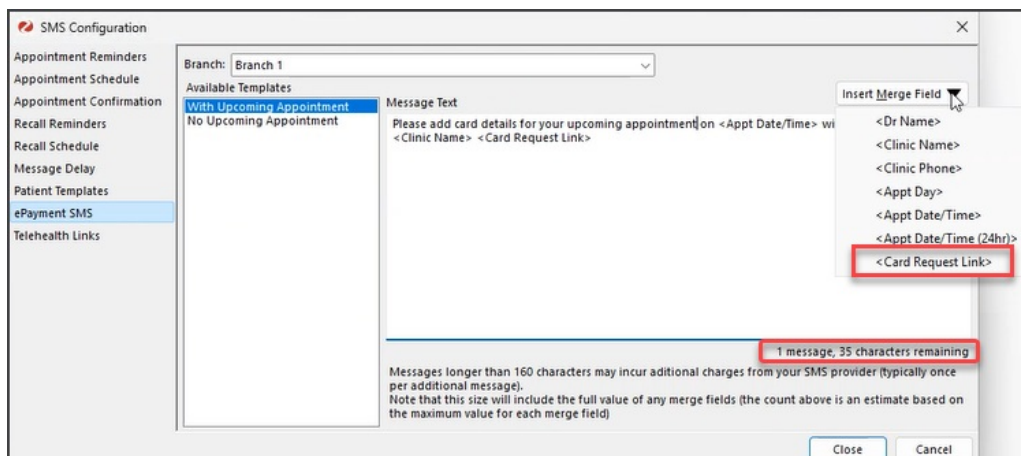 SMS Configuration
Appointment Reminders
Appointment Schedule
Appointment Confirmation
Recall Reminders
Recall Schedule
Message Delay
Patient Templates
ePayment SMS
Telehealth Links
Branch: Branch 1
Available Templates
With Upcoming Appointment
No Upcoming Appointment
Message Text
Insert Merge Field
Please add card details for your upcoming appointment on <Appt Date/Time> wi
<Clinic Name> <Card Request Link>
<Dr Name>
<Clinic Name>
<Clinic Phone>
<Appt Day>
<Appt Date/Time>
<Appt Date/Time (24hr)>
<Card Request Link>
1 message, 35 characters remaining
Messages longer than 160 characters may incur aditional charges from your SMS provider (typically once
per additional message).
Note that this size will include the full value of any merge fields (the count above is an estimate based on
the maximum value for each merge field)
Close
Cancel